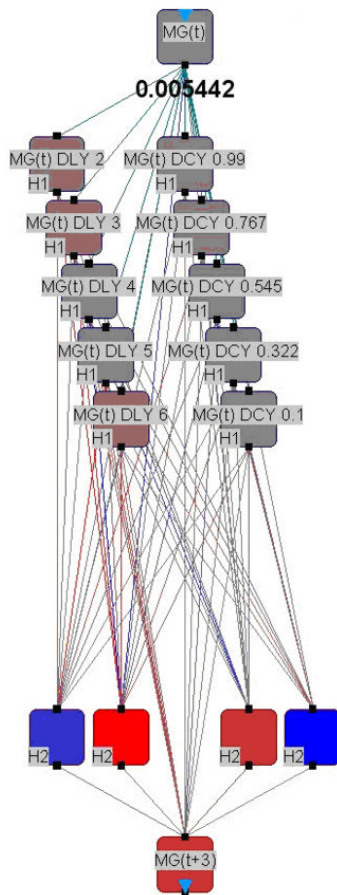 MG(t)
0.005442
MG(t) DLY 2
MG(t) DCY 0.99
H1
H1
MG(t) DLY 3
MG(t) DCY 0.767
H1
H1
MG(t) DLY 4
MG(t) DCY 0.545
H1
H1
MG(t) DLY 5
MG(t) DCY 0.322
H1
H1
MG(t) DLY 6
MG(t) DCY 0.1
H1
H1
H2
H2
H2
H2
MG(t+3)